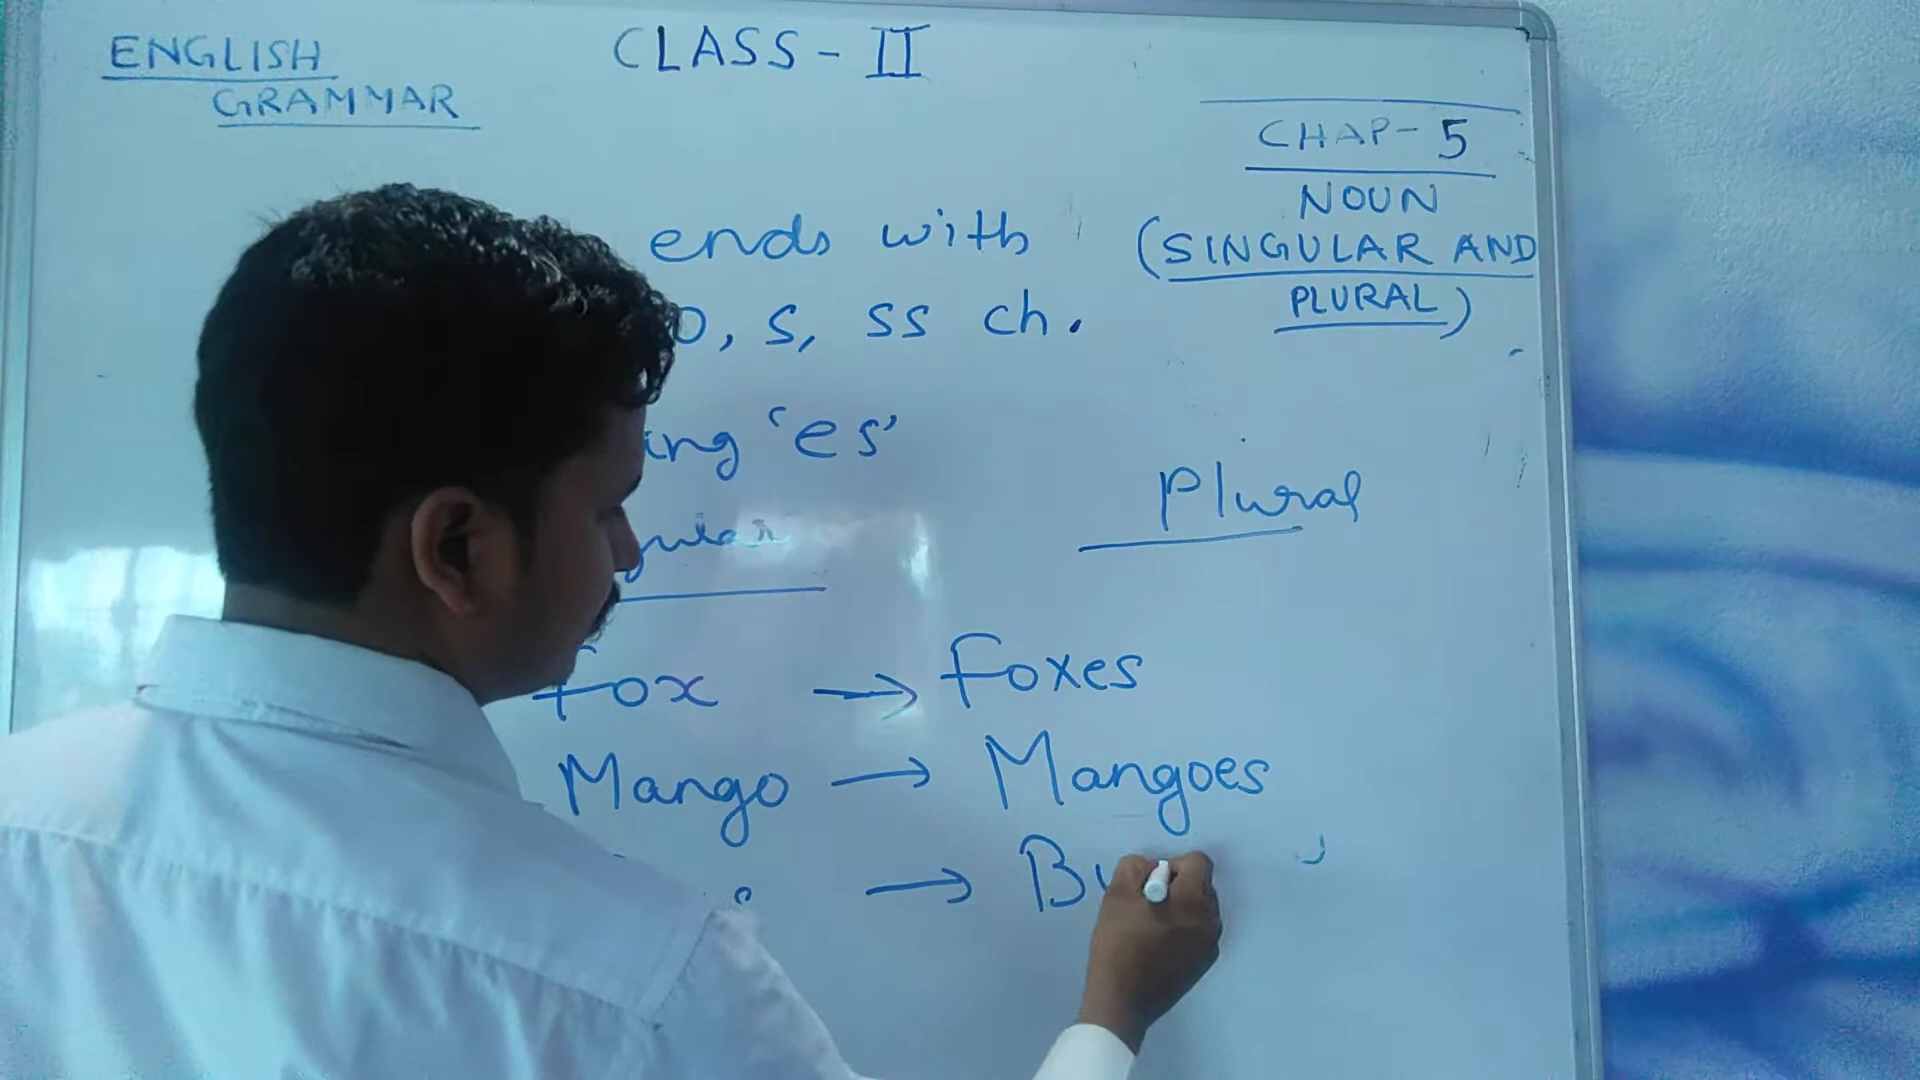 ENGLISH
GRAMMAR
CLASS - II
CHAP- 5
NOUN
(SINGULAR AND
PLURAL)
ends with
o, s, ss ch.
'es'
Plural
Fox → Foxes
Mango → Mangoes
→